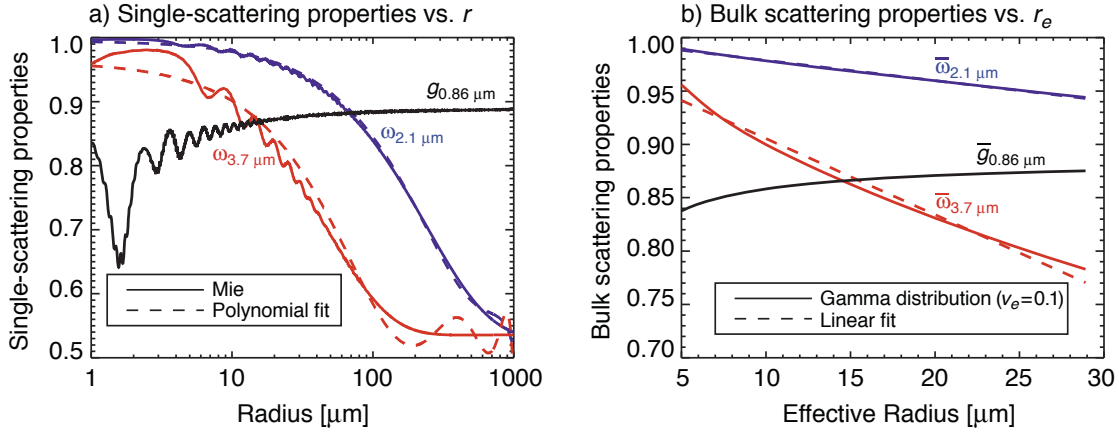 a) Single-scattering properties vs. r
Single-scattering properties
1.0
0.9
0.8
0.7
0.6
0.5
g0.86 μm
ω2.1 μm
ω3.7 μm
Mie
Polynomial fit
1
10
100
1000
Radius [μm]
b) Bulk scattering properties vs. re
Bulk scattering properties
1.00
0.95
0.90
0.85
0.80
0.75
0.70
ω̅2.1 μm
g̅0.86 μm
ω̅3.7 μm
Gamma distribution (ve=0.1)
Linear fit
5
10
15
20
25
30
Effective Radius [μm]